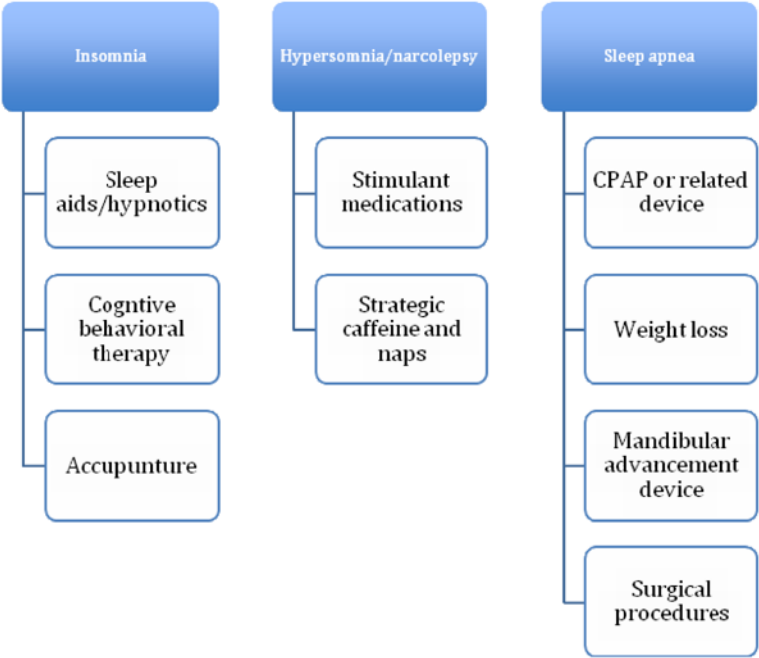 Insomnia
Sleep
aids/hypnotics
Cogntive
behavioral
therapy
Accupunture
Hypersomnia/narcolepsy
Stimulant
medications
Strategic
caffeine and
naps
Sleep apnea
CPAP or related
device
Weight loss
Mandibular
advancement
device
Surgical
procedures